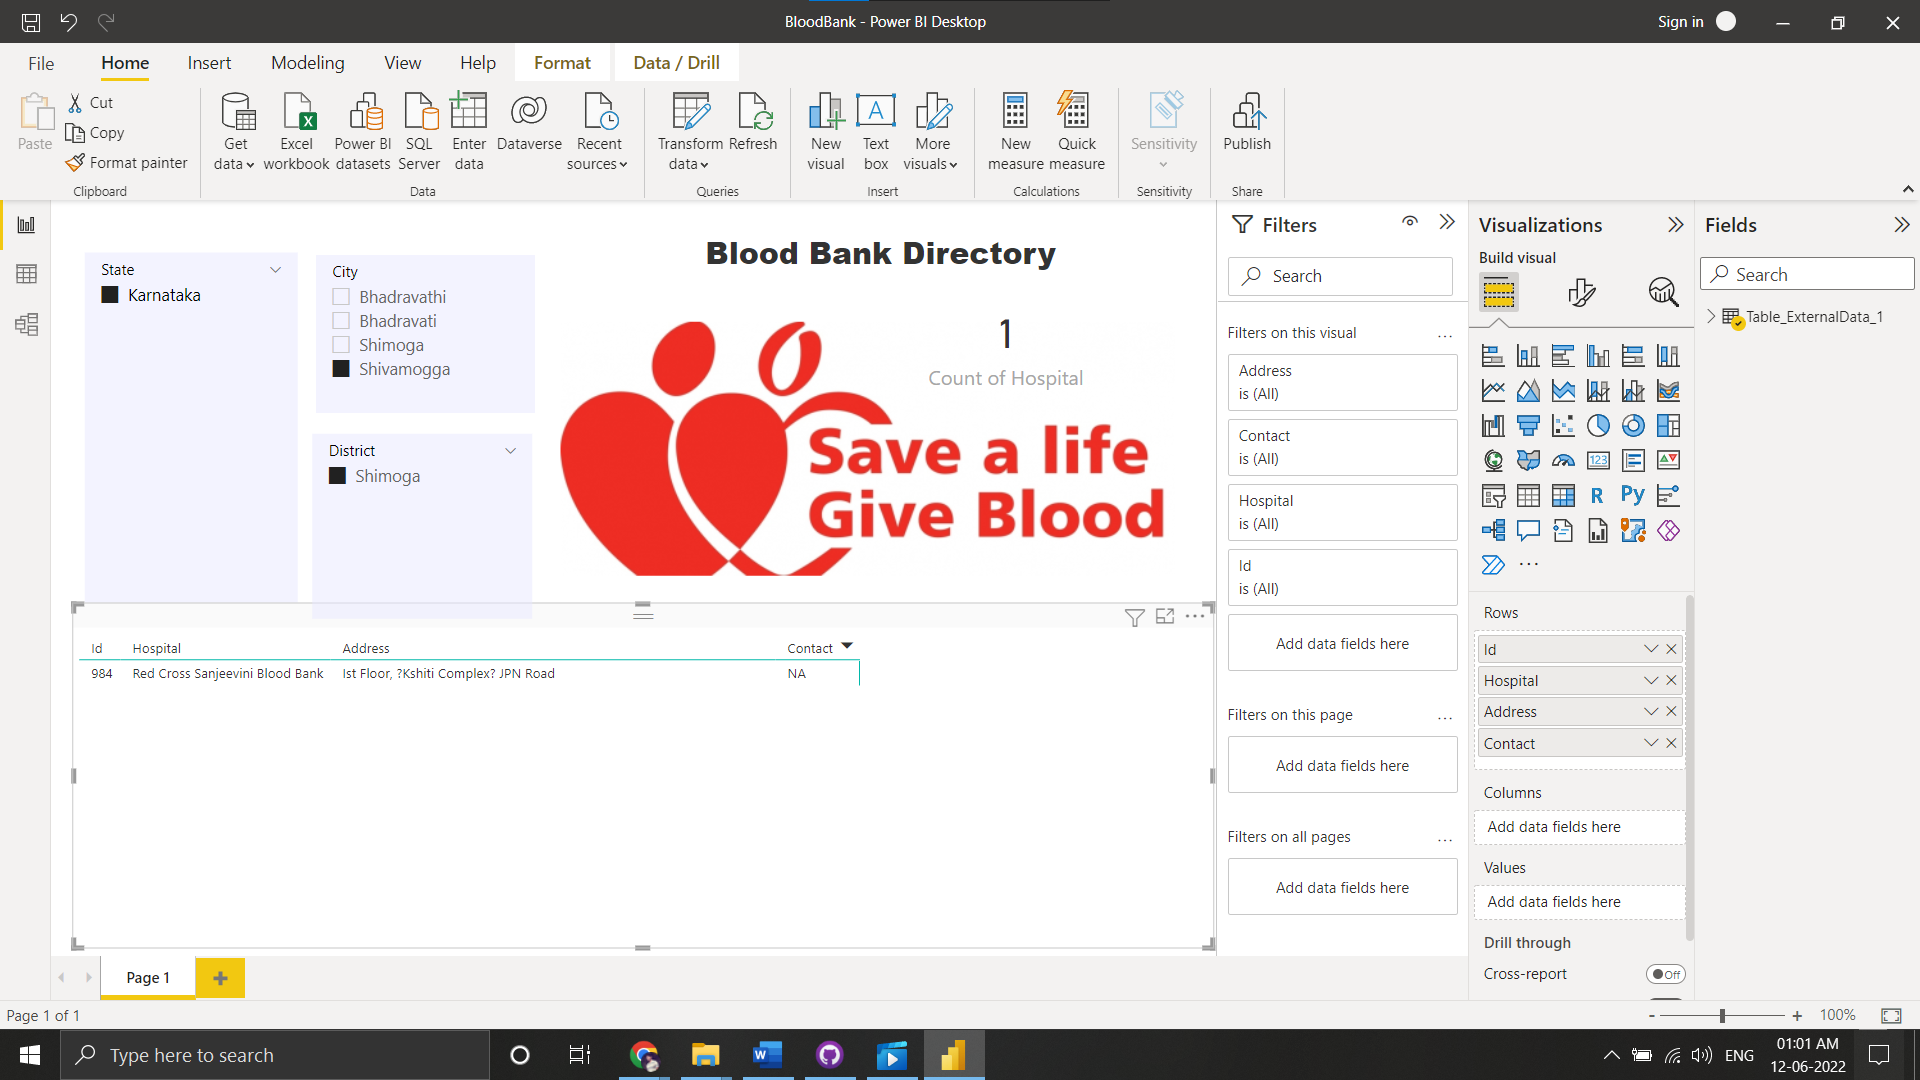 BloodBank - Power BI Desktop
Sign in
File
Home
Insert
Modeling
View
Help
Format
Data / Drill
Paste
Cut
Copy
Format painter
Clipboard
Get data
Excel workbook
Power BI datasets
SQL Server
Enter data
Dataverse
Recent sources
Data
Transform data
Refresh
Queries
New visual
Text box
A
More visuals
Insert
New measure
Quick measure
Calculations
Sensitivity
Sensitivity
Publish
Share
State
Karnataka
City
Bhadravathi
Bhadravati
Shimoga
Shivamogga
District
Shimoga
Blood Bank Directory
1
Count of Hospital
Save a life
Give Blood
Id Hospital Address Contact
984 Red Cross Sanjeevini Blood Bank Ist Floor, ?Kshiti Complex? JPN Road NA
Filters
Search
Filters on this visual
...
Address
is (All)
Contact
is (All)
Hospital
is (All)
Id
is (All)
Add data fields here
Filters on this page
...
Add data fields here
Filters on all pages
...
Add data fields here
Visualizations
Build visual
123
R
Py
...
Rows
Id
Hospital
Address
Contact
Columns
Add data fields here
Values
Add data fields here
Drill through
Cross-report
Off
Fields
Search
Table_ExternalData_1
Page 1
+
Page 1 of 1
- + 100%
Type here to search
ENG
01:01 AM
12-06-2022